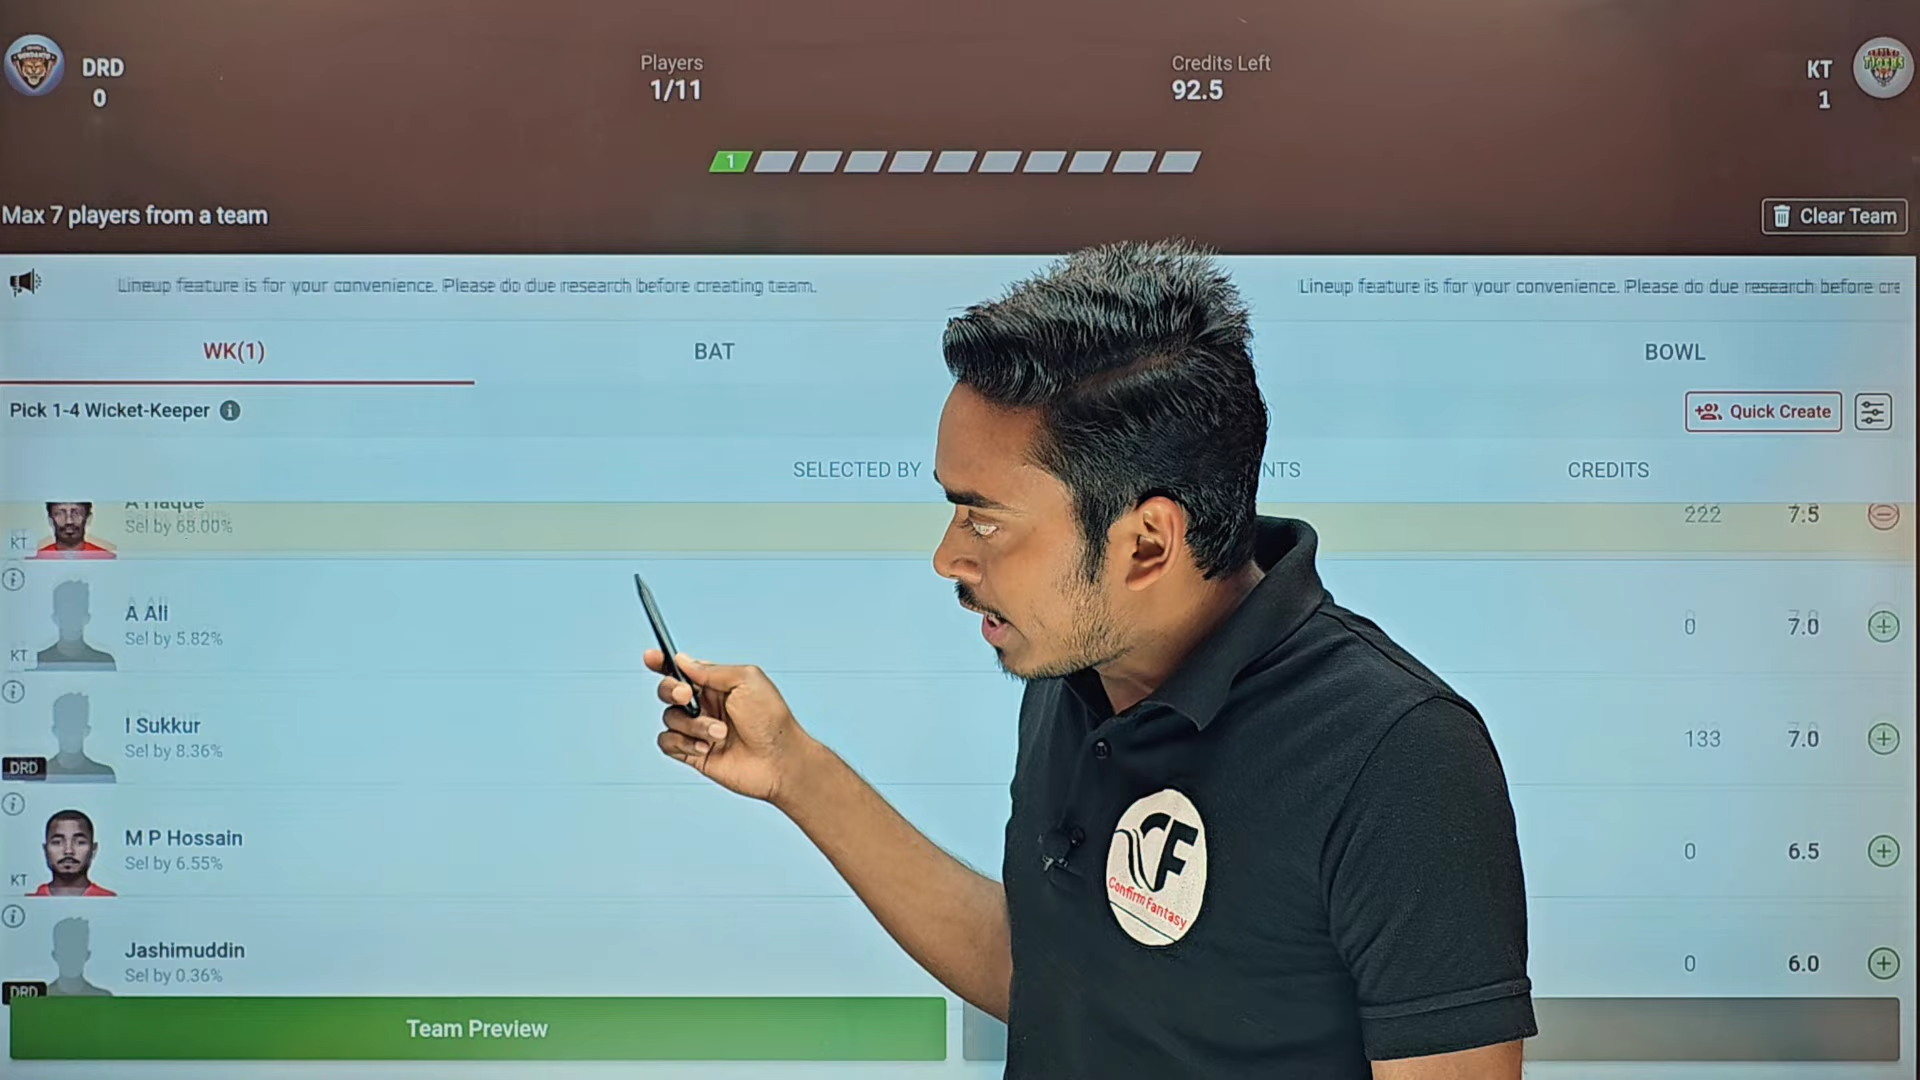 DRD
0
Players
1/11
Credits Left
92.5
KT
1
1
Max 7 players from a team
Clear Team
Lineup feature is for your convenience. Please do due research before creating team.
Lineup feature is for your convenience. Please do due research before cre
WK(1)
BAT
BOWL
Pick 1-4 Wicket-Keeper
Quick Create
SELECTED BY
NTS
CREDITS
A Haque
Sel by 68.00%
KT
222
7.5
A Ali
Sel by 5.82%
KT
0
7.0
I Sukkur
Sel by 8.36%
DRD
133
7.0
M P Hossain
Sel by 6.55%
KT
0
6.5
Jashimuddin
Sel by 0.36%
DRD
0
6.0
Team Preview
CF
Confirm Fantasy
TIGERS